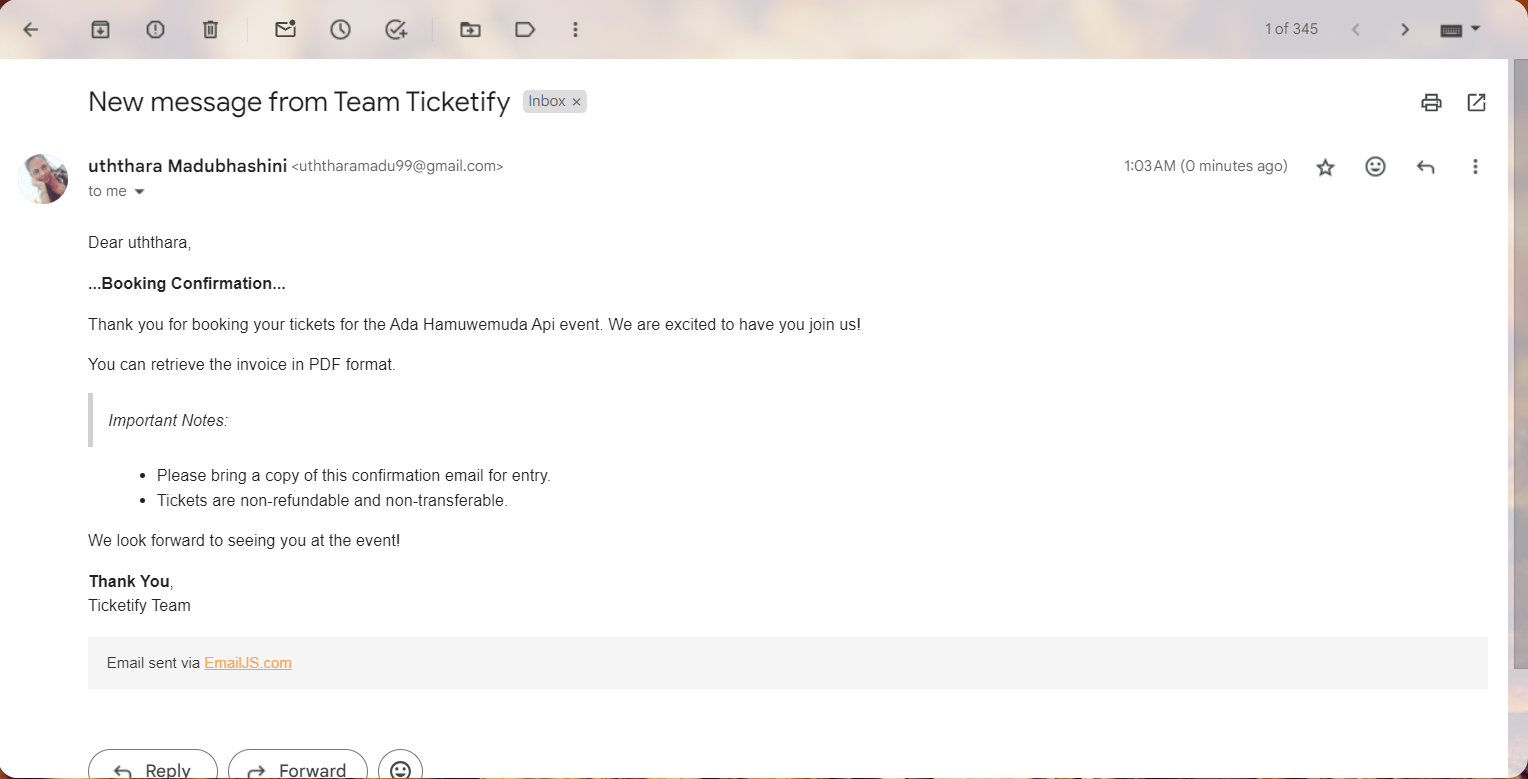 1 of 345
New message from Team Ticketify Inbox ×
uththara Madubhashini <uththaramadu99@gmail.com> 1:03 AM (0 minutes ago)
to me
Dear uththara,
...Booking Confirmation...
Thank you for booking your tickets for the Ada Hamuwemuda Api event. We are excited to have you join us!
You can retrieve the invoice in PDF format.
Important Notes:
• Please bring a copy of this confirmation email for entry.
• Tickets are non-refundable and non-transferable.
We look forward to seeing you at the event!
Thank You,
Ticketify Team
Email sent via EmailJS.com
Reply Forward